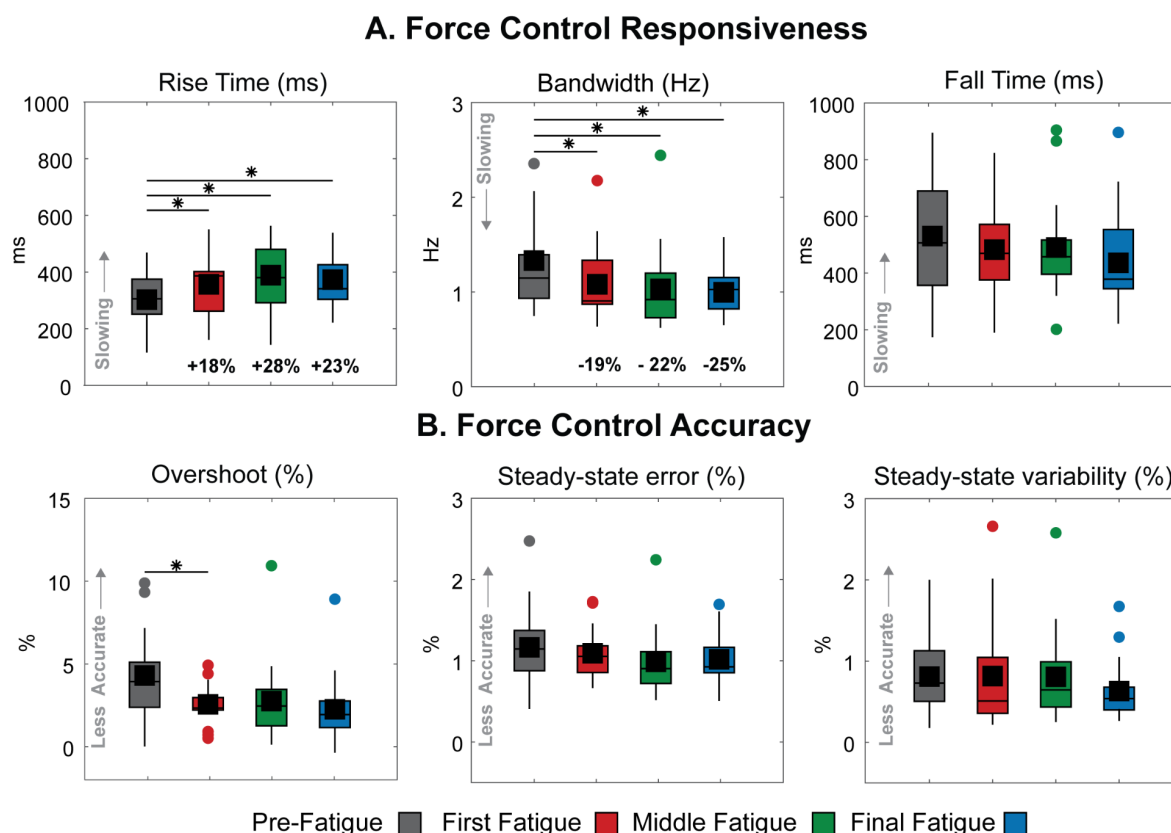 A. Force Control Responsiveness
Rise Time (ms)
1000
800
600
400
200
0
ms
Slowing
*
*
*
+18% +28% +23%
Bandwidth (Hz)
3
2
1
0
Hz
Slowing
*
*
*
-19% - 22% -25%
Fall Time (ms)
1000
800
600
400
200
0
ms
Slowing
B. Force Control Accuracy
Overshoot (%)
15
10
5
0
%
Less Accurate
*
Steady-state error (%)
3
2
1
0
%
Less Accurate
Steady-state variability (%)
3
2
1
0
%
Less Accurate
Pre-Fatigue First Fatigue Middle Fatigue Final Fatigue